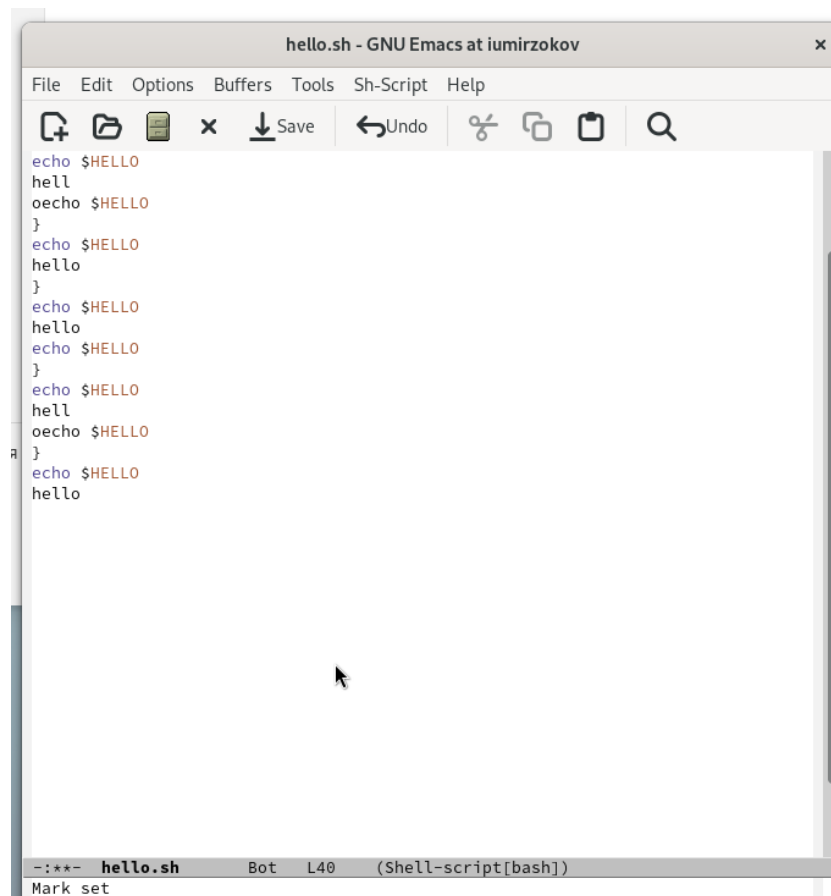 hello.sh - GNU Emacs at iumirzokov
File Edit Options Buffers Tools Sh-Script Help
Save Undo
echo $HELLO
hell
oecho $HELLO
}
echo $HELLO
hello
}
echo $HELLO
hello
echo $HELLO
}
echo $HELLO
hell
oecho $HELLO
я
}
echo $HELLO
hello
-:**- hello.sh Bot L40 (Shell-script[bash])
Mark set